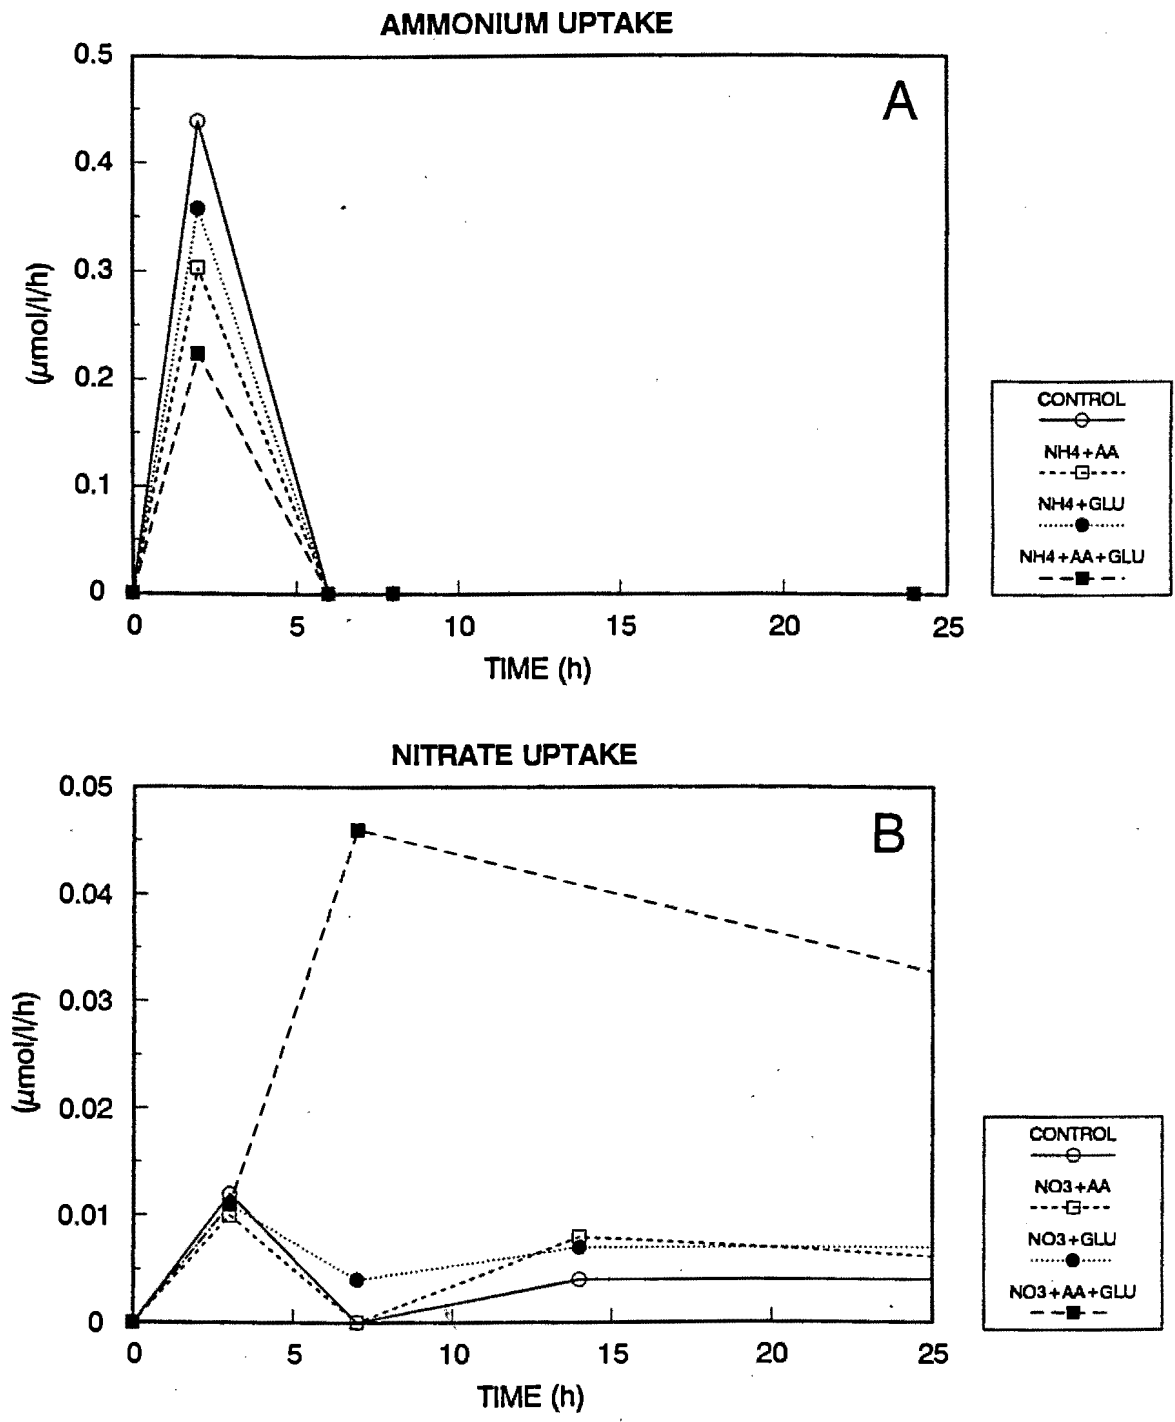 AMMONIUM UPTAKE
A
0.5
0.4
0.3
0.2
0.1
0
(μmol/l/h)
0 5 10 15 20 25
TIME (h)
CONTROL
NH4+AA
NH4+GLU
NH4+AA+GLU
NITRATE UPTAKE
B
0.05
0.04
0.03
0.02
0.01
0
(μmol/l/h)
0 5 10 15 20 25
TIME (h)
CONTROL
NO3+AA
NO3+GLU
NO3+AA+GLU